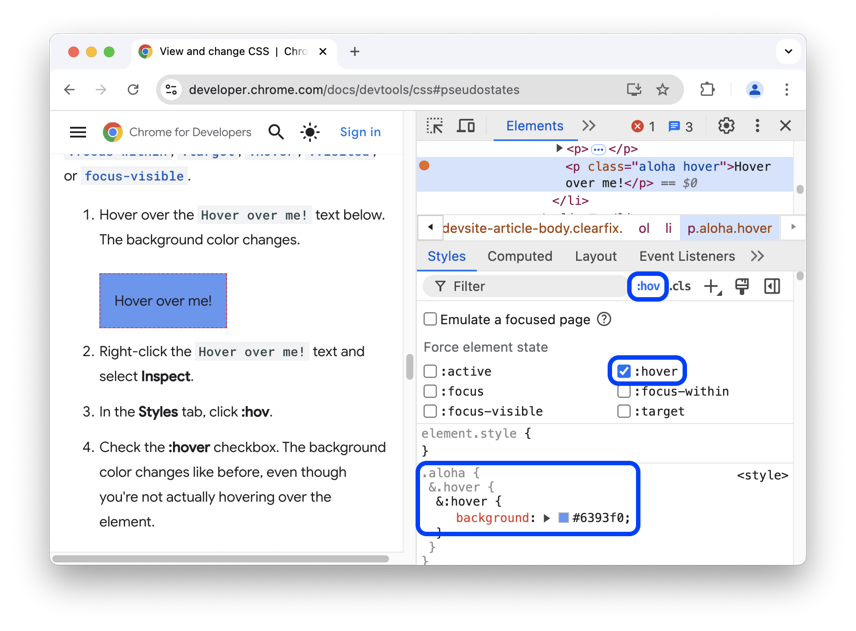 View and change CSS | Chro
developer.chrome.com/docs/devtools/css#pseudostates
Chrome for Developers
Sign in
or focus-visible.
1. Hover over the Hover over me! text below.
The background color changes.
Hover over me!
2. Right-click the Hover over me! text and
select Inspect.
3. In the Styles tab, click :hov.
4. Check the :hover checkbox. The background
color changes like before, even though
you're not actually hovering over the
element.
Elements
1
3
<p> … </p>
<p class="aloha hover">Hover
over me!</p> == $0
</li>
devsite-article-body.clearfix. ol li p.aloha.hover
Styles Computed Layout Event Listeners
Filter :hov .cls
Emulate a focused page ?
Force element state
:active :hover
:focus :focus-within
:focus-visible :target
element.style {
}
.aloha { <style>
&.hover {
&:hover {
background: #6393f0;
}
}
}